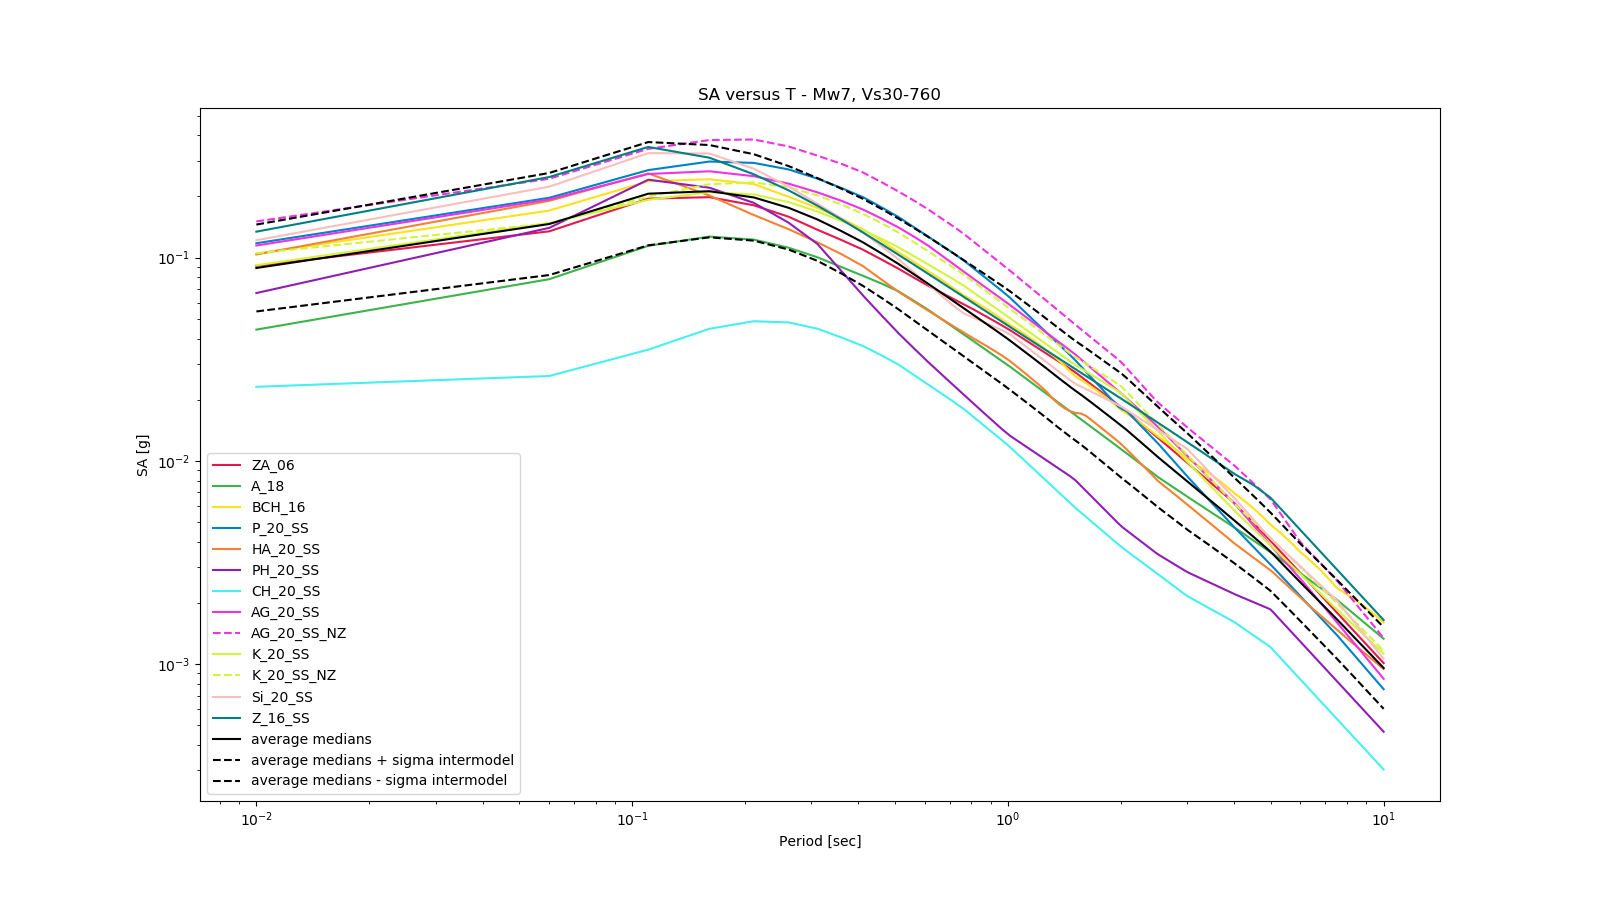 SA versus T - Mw7, Vs30-760
SA [g]
10⁻¹
10⁻²
10⁻³
ZA_06
A_18
BCH_16
P_20_SS
HA_20_SS
PH_20_SS
CH_20_SS
AG_20_SS
AG_20_SS_NZ
K_20_SS
K_20_SS_NZ
Si_20_SS
Z_16_SS
average medians
average medians + sigma intermodel
average medians - sigma intermodel
10⁻² 10⁻¹ 10⁰ 10¹
Period [sec]